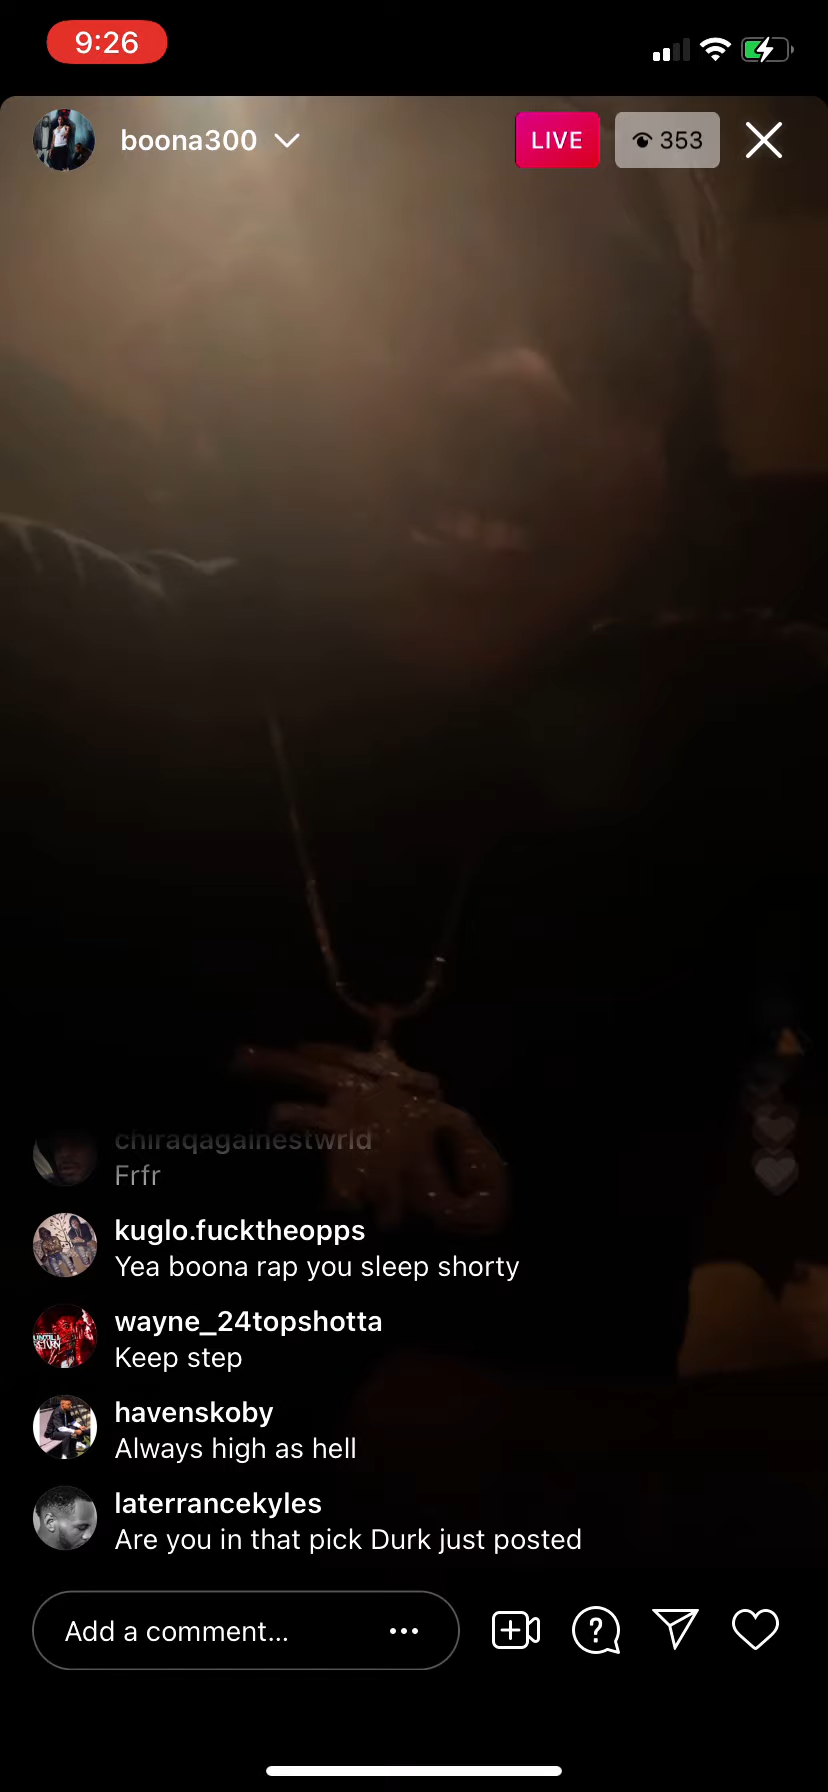 9:26
boona300
LIVE
353
chiraqagainestwrld
Frfr
kuglo.fucktheopps
Yea boona rap you sleep shorty
wayne_24topshotta
Keep step
havenskoby
Always high as hell
laterrancekyles
Are you in that pick Durk just posted
Add a comment...